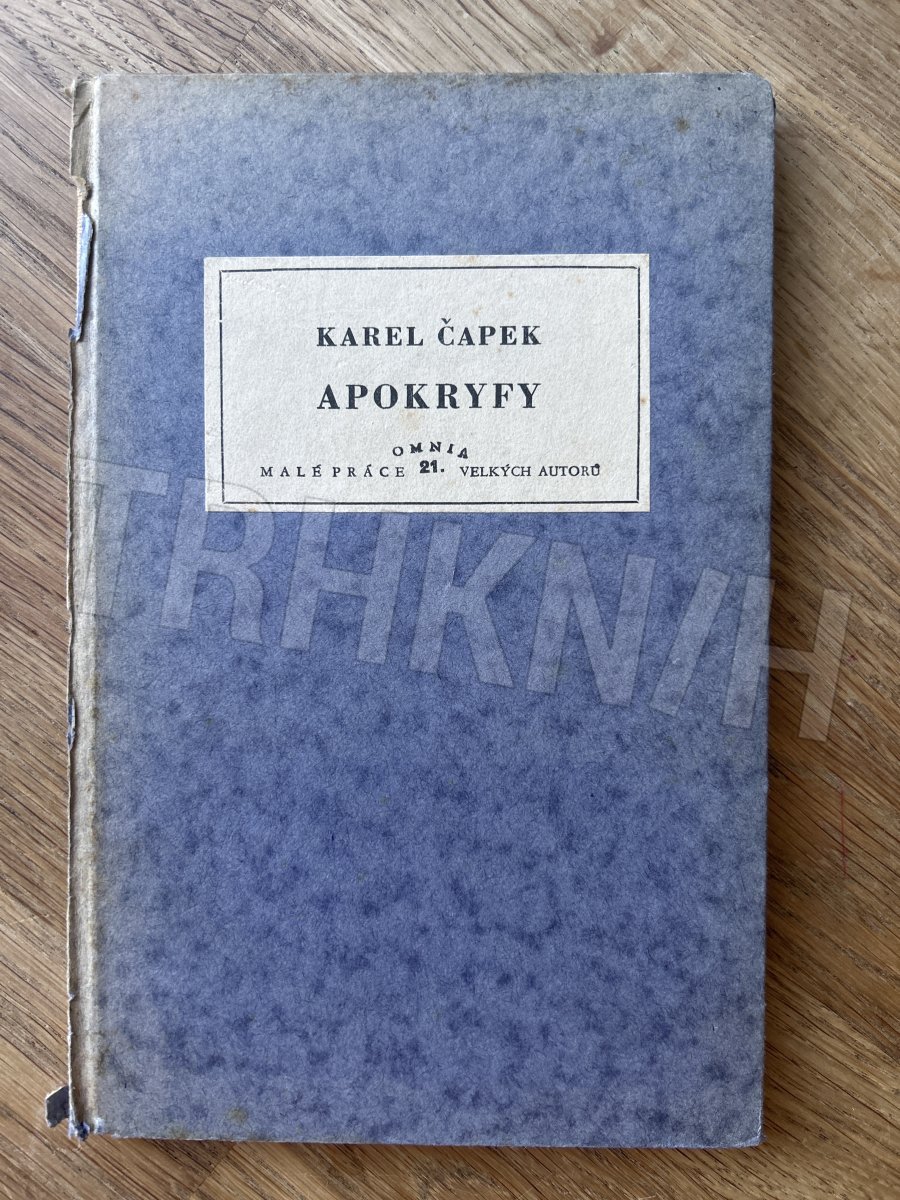 KAREL ČAPEK
APOKRYFY
OMNIA
MALÉ PRÁCE 21. VELKÝCH AUTORŮ
TRHKNIH